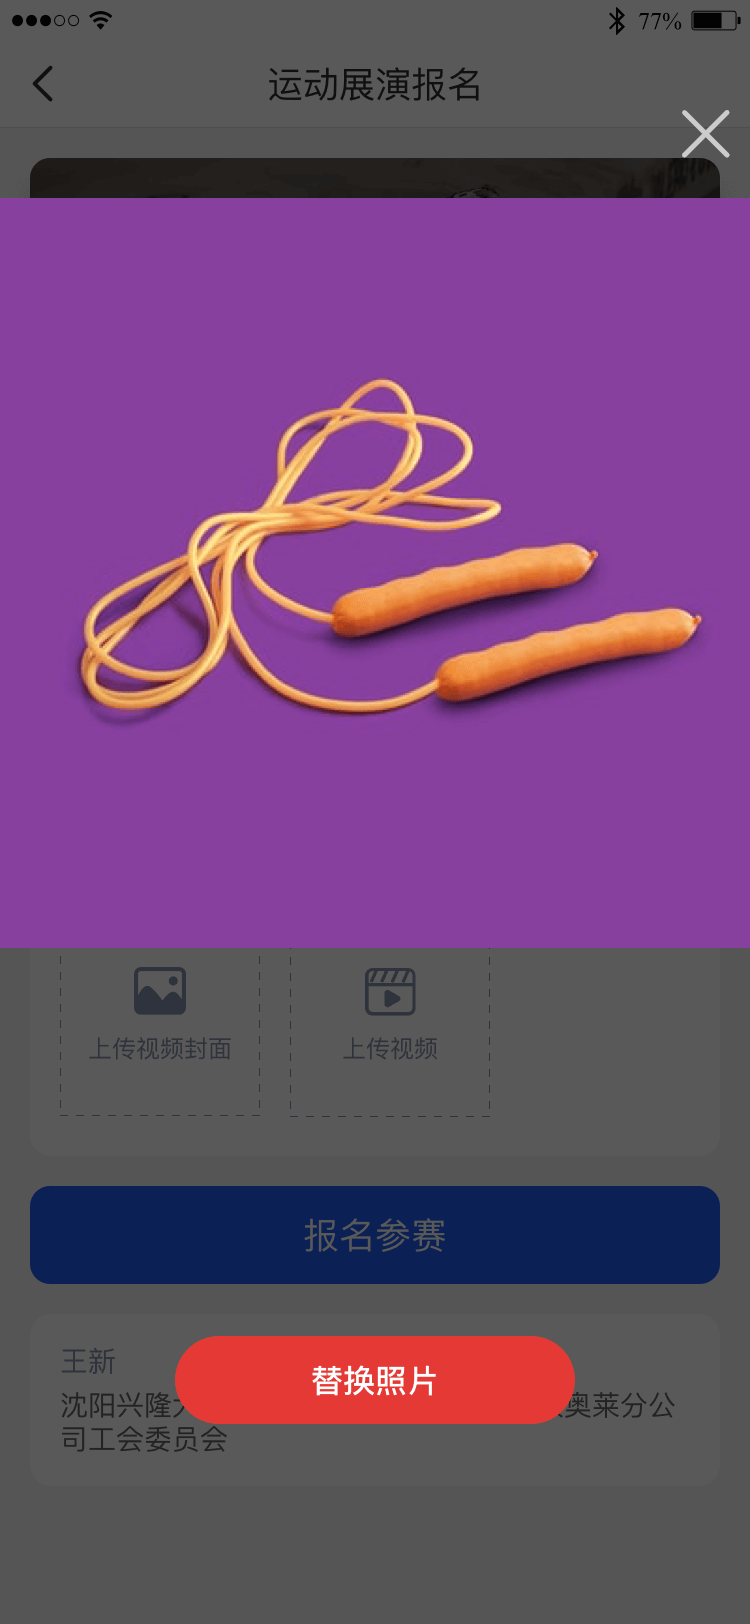 77%
运动展演报名
上传视频封面
上传视频
报名参赛
王新
替换照片
沈阳兴隆 奥莱分公
司工会委员会